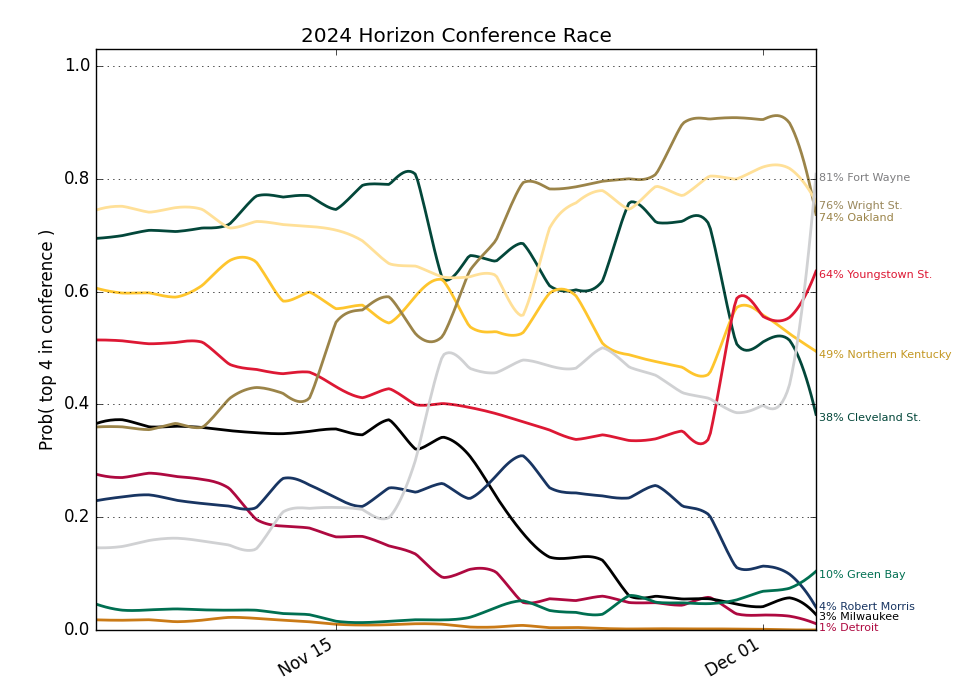 2024 Horizon Conference Race
Prob( top 4 in conference )
1.0
0.8
0.6
0.4
0.2
0.0
Nov 15
Dec 01
81% Fort Wayne
76% Wright St.
74% Oakland
64% Youngstown St.
49% Northern Kentucky
38% Cleveland St.
10% Green Bay
4% Robert Morris
3% Milwaukee
1% Detroit